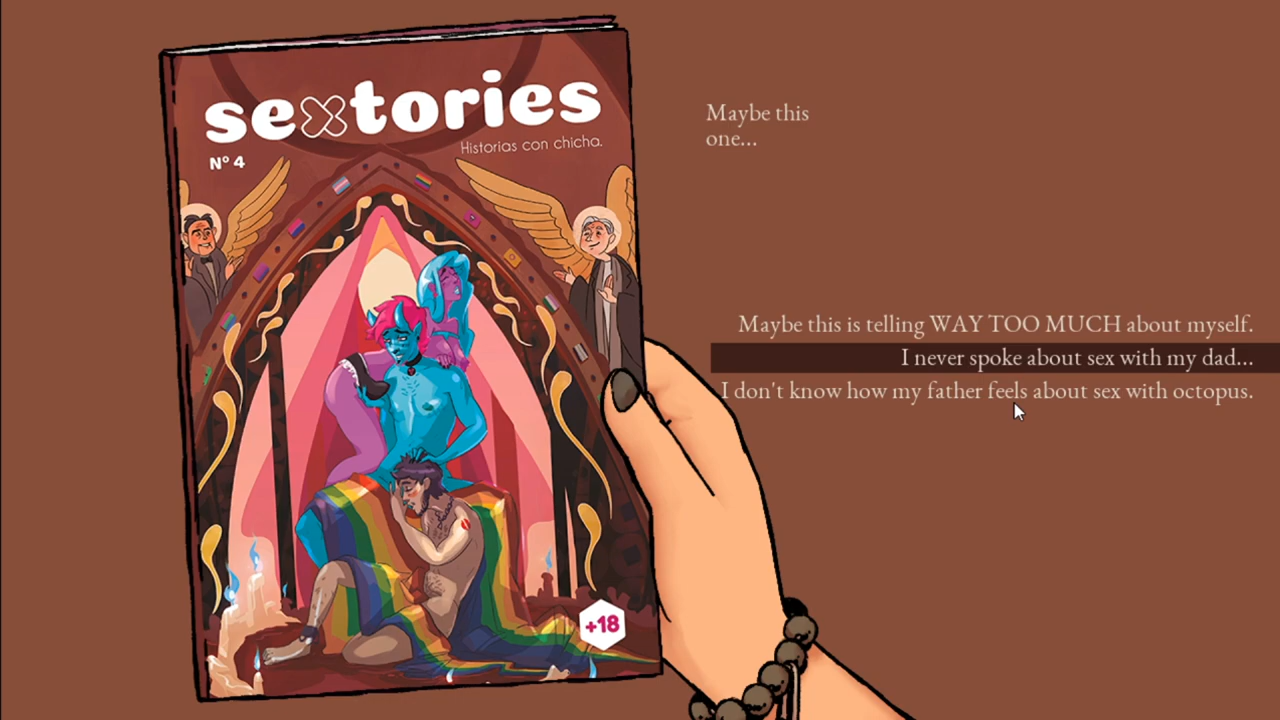 sextories
Historias con chicha.
Nº 4
+18
Maybe this
one...
Maybe this is telling WAY TOO MUCH about myself.
I never spoke about sex with my dad...
I don't know how my father feels about sex with octopus.